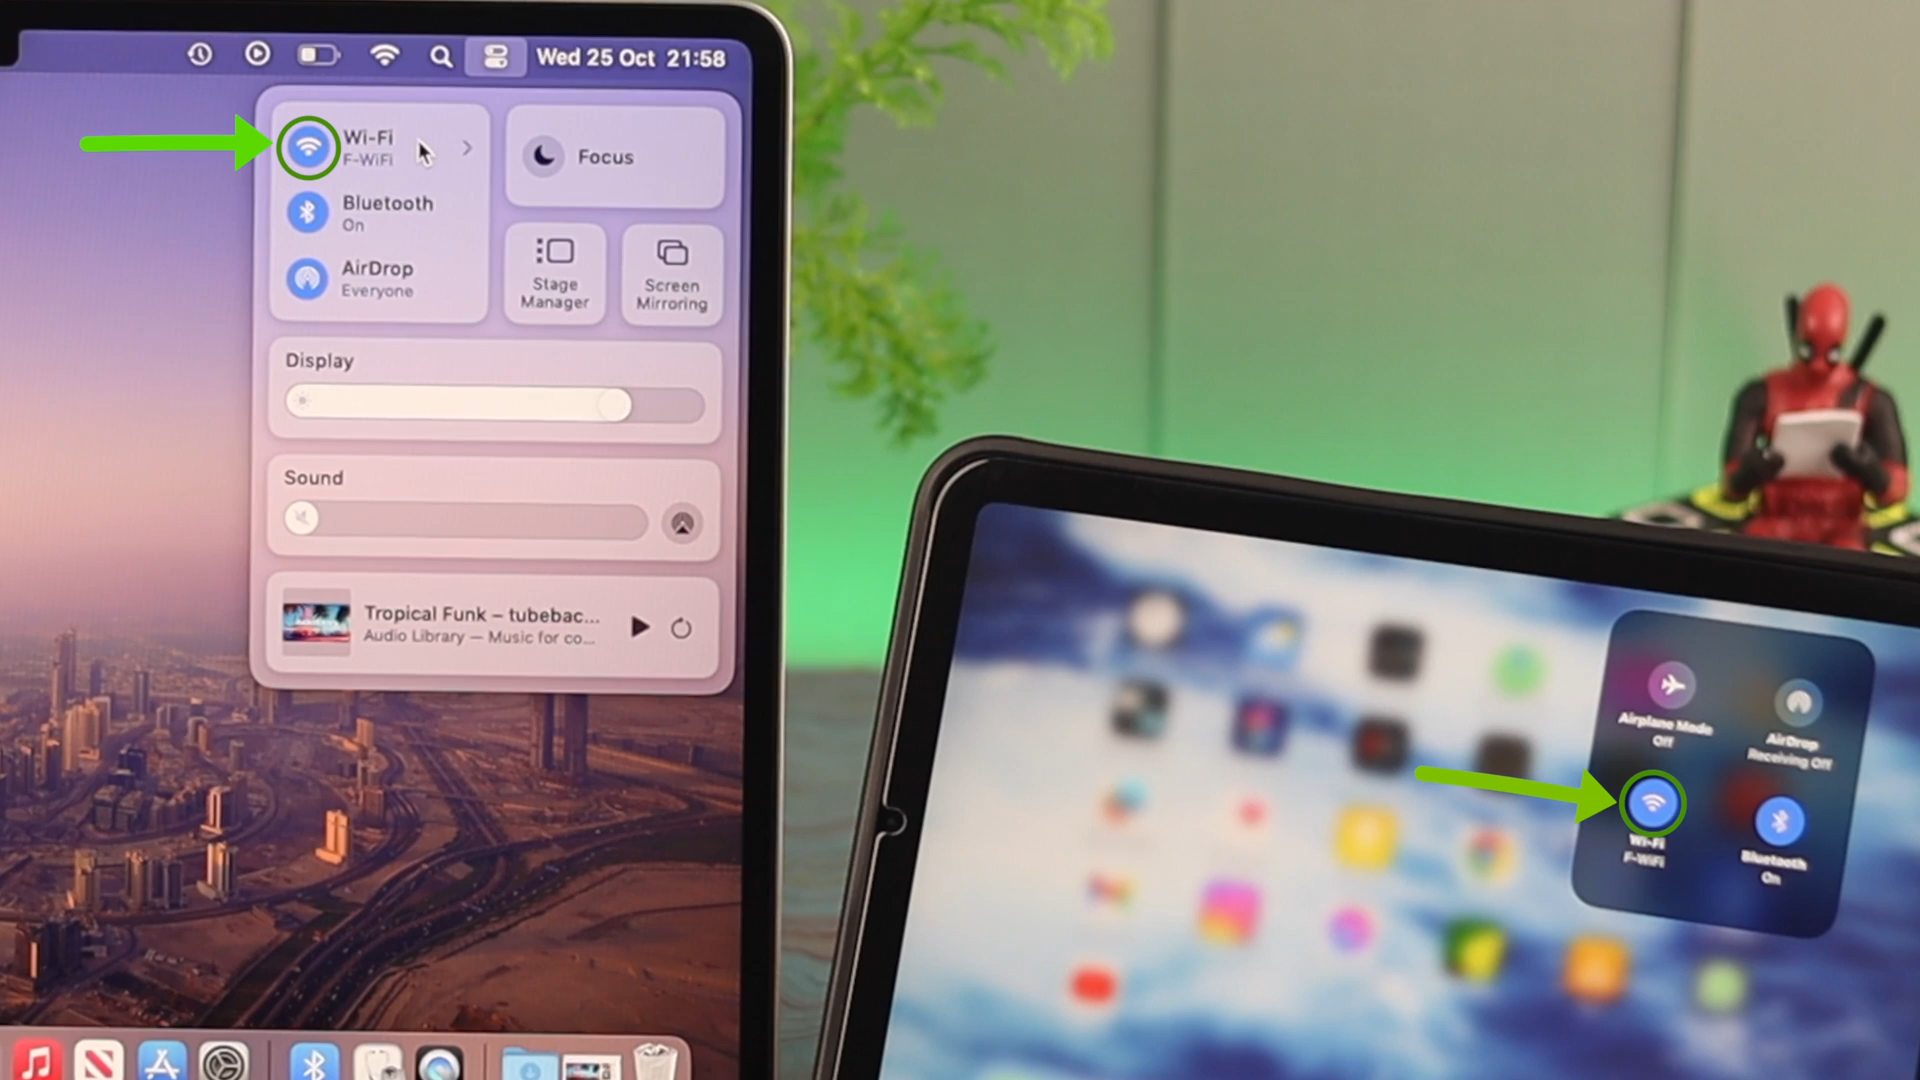 Wed 25 Oct 21:58
Wi-Fi
F-WiFi
Bluetooth
On
AirDrop
Everyone
Focus
Stage
Manager
Screen
Mirroring
Display
Sound
Tropical Funk – tubebac...
Audio Library — Music for co...
Airplane Mode
Off
AirDrop
Receiving Off
Wi-Fi
F-WiFi
Bluetooth
On